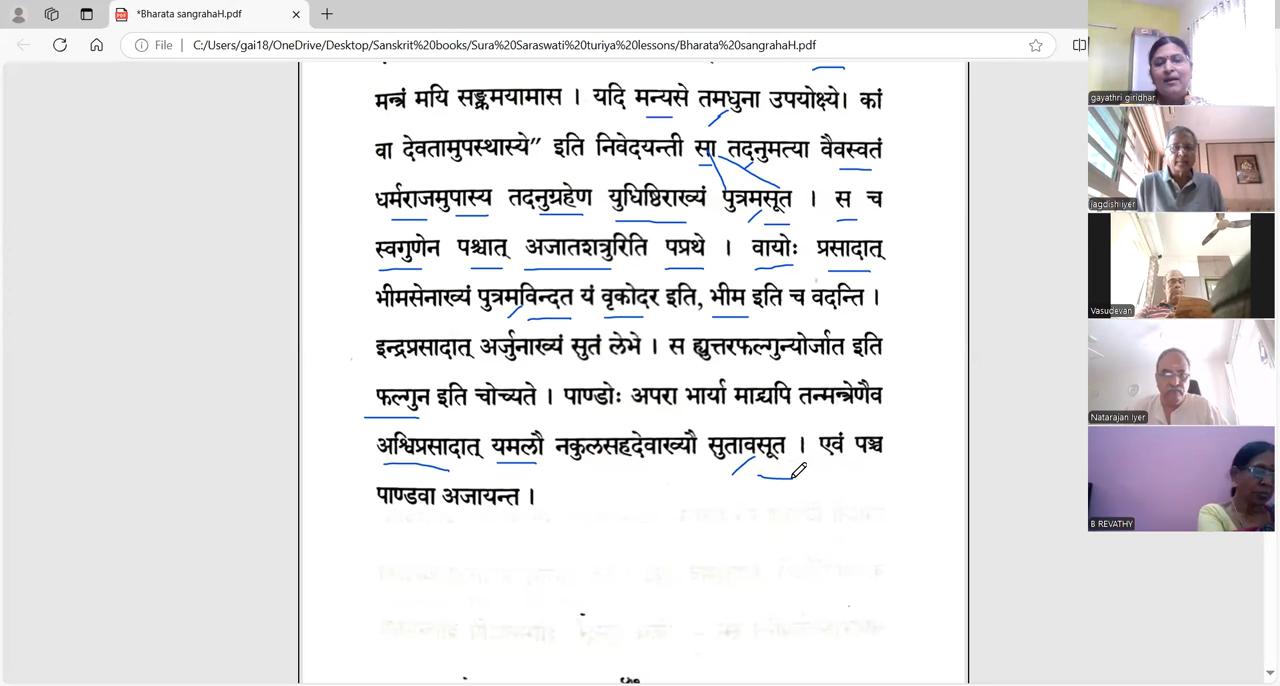 *Bharata sangrahaH.pdf
File
C:/Users/gai18/OneDrive/Desktop/Sanskrit%20books/Sura%20Saraswati%20turiya%20lessons/Bharata%20sangrahaH.pdf
मन्त्रं मयि सङ्क्रमयामास । यदि मन्यसे तमधुना उपयोक्ष्ये। कां
वा देवतामुपस्थास्ये” इति निवेदयन्ती सा तदनुमत्या वैवस्वतं
धर्मराजमुपास्य तदनुग्रहेण युधिष्ठिराख्यं पुत्रमसूत । स च
स्वगुणेन पश्चात् अजातशत्रुरिति पप्रथे । वायोः प्रसादात्
भीमसेनाख्यं पुत्रमविन्दत यं वृकोदर इति, भीम इति च वदन्ति ।
इन्द्रप्रसादात् अर्जुनाख्यं सुतं लेभे । स ह्युत्तरफल्गुन्योर्जात इति
फल्गुन इति चोच्यते । पाण्डोः अपरा भार्या माद्र्यपि तन्मन्त्रेणैव
अश्विप्रसादात् यमलौ नकुलसहदेवाख्यौ सुतावसूत । एवं पञ्च
पाण्डवा अजायन्त ।
gayathri giridhar
jagdish iyer
Vasudevan
Natarajan Iyer
B REVATHY